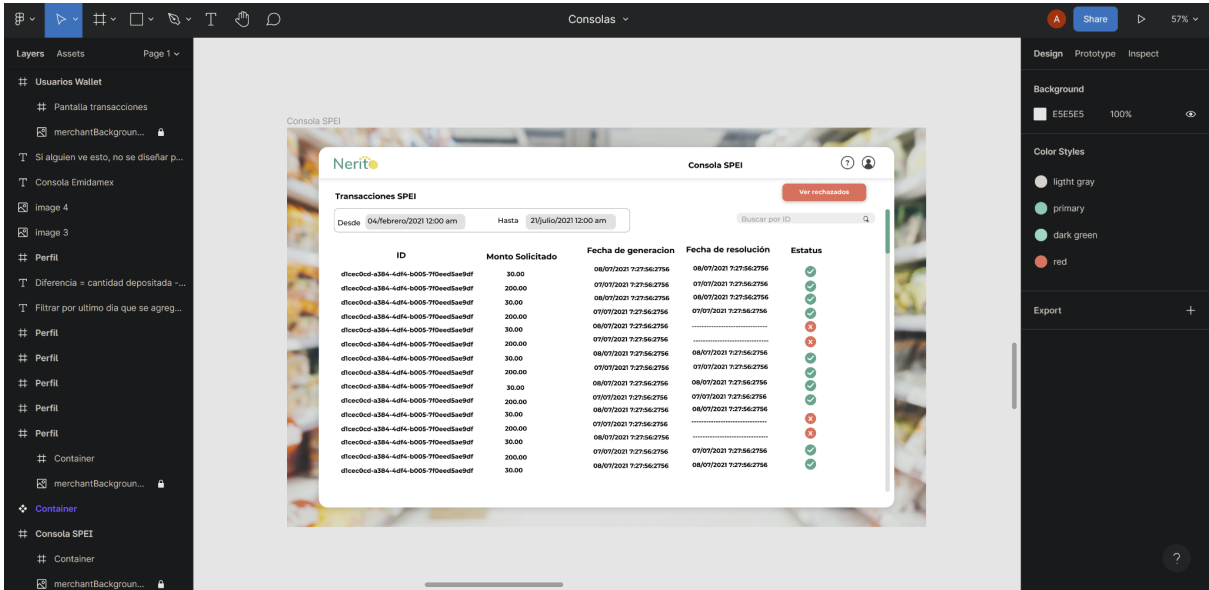 Consolas
A
Share
57%
Layers Assets Page 1
Usuarios Wallet
Pantalla transacciones
merchantBackgroun...
Si alguien ve esto, no se diseñar p...
Consola Emidamex
image 4
image 3
Perfil
Diferencia = cantidad depositada -...
Filtrar por ultimo dia que se agreg...
Perfil
Perfil
Perfil
Perfil
Perfil
Container
merchantBackgroun...
Container
Consola SPEI
Container
merchantBackgroun...
Consola SPEI
Nerito
Consola SPEI
?
Transacciones SPEI
Ver rechazados
Desde 04/febrero/2021 12:00 am Hasta 21/julio/2021 12:00 am
Buscar por ID
ID Monto Solicitado Fecha de generacion Fecha de resolución Estatus
d1cec0cd-a384-4df4-b005-7f0eed5ae9df 30.00 08/07/2021 7:27:56:2756 08/07/2021 7:27:56:2756
d1cec0cd-a384-4df4-b005-7f0eed5ae9df 200.00 07/07/2021 7:27:56:2756 07/07/2021 7:27:56:2756
d1cec0cd-a384-4df4-b005-7f0eed5ae9df 30.00 08/07/2021 7:27:56:2756 08/07/2021 7:27:56:2756
d1cec0cd-a384-4df4-b005-7f0eed5ae9df 200.00 07/07/2021 7:27:56:2756 07/07/2021 7:27:56:2756
d1cec0cd-a384-4df4-b005-7f0eed5ae9df 30.00 08/07/2021 7:27:56:2756 --------------------------------
d1cec0cd-a384-4df4-b005-7f0eed5ae9df 200.00 07/07/2021 7:27:56:2756 --------------------------------
d1cec0cd-a384-4df4-b005-7f0eed5ae9df 30.00 08/07/2021 7:27:56:2756 08/07/2021 7:27:56:2756
d1cec0cd-a384-4df4-b005-7f0eed5ae9df 200.00 07/07/2021 7:27:56:2756 07/07/2021 7:27:56:2756
d1cec0cd-a384-4df4-b005-7f0eed5ae9df 30.00 08/07/2021 7:27:56:2756 08/07/2021 7:27:56:2756
d1cec0cd-a384-4df4-b005-7f0eed5ae9df 200.00 07/07/2021 7:27:56:2756 07/07/2021 7:27:56:2756
d1cec0cd-a384-4df4-b005-7f0eed5ae9df 30.00 08/07/2021 7:27:56:2756 08/07/2021 7:27:56:2756
d1cec0cd-a384-4df4-b005-7f0eed5ae9df 200.00 07/07/2021 7:27:56:2756 --------------------------------
d1cec0cd-a384-4df4-b005-7f0eed5ae9df 30.00 08/07/2021 7:27:56:2756 --------------------------------
d1cec0cd-a384-4df4-b005-7f0eed5ae9df 200.00 07/07/2021 7:27:56:2756 07/07/2021 7:27:56:2756
d1cec0cd-a384-4df4-b005-7f0eed5ae9df 30.00 08/07/2021 7:27:56:2756 08/07/2021 7:27:56:2756
Design Prototype Inspect
Background
E5E5E5 100%
Color Styles
ligtht gray
primary
dark green
red
Export
?